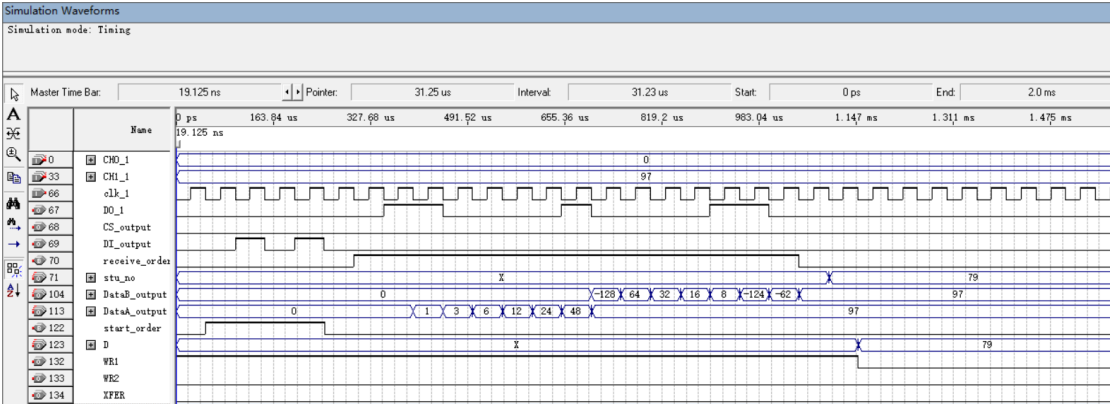 Simulation Waveforms
Simulation mode: Timing
Master Time Bar: 19.125 ns Pointer: 31.25 us Interval: 31.23 us Start: 0 ps End: 2.0 ms
Name
0 ps 163.84 us 327.68 us 491.52 us 655.36 us 819.2 us 983.04 us 1.147 ms 1.311 ms 1.475 ms
19.125 ns
0 CH0_1 0
33 CH1_1 97
66 clk_1
67 DO_1
68 CS_output
69 DI_output
70 receive_order
71 stu_no X 79
104 DataB_output 0 -128 64 32 16 8 -124 -62 97
113 DataA_output 0 1 3 6 12 24 48 97
122 start_order
123 D X 79
132 WR1
133 WR2
134 XFER